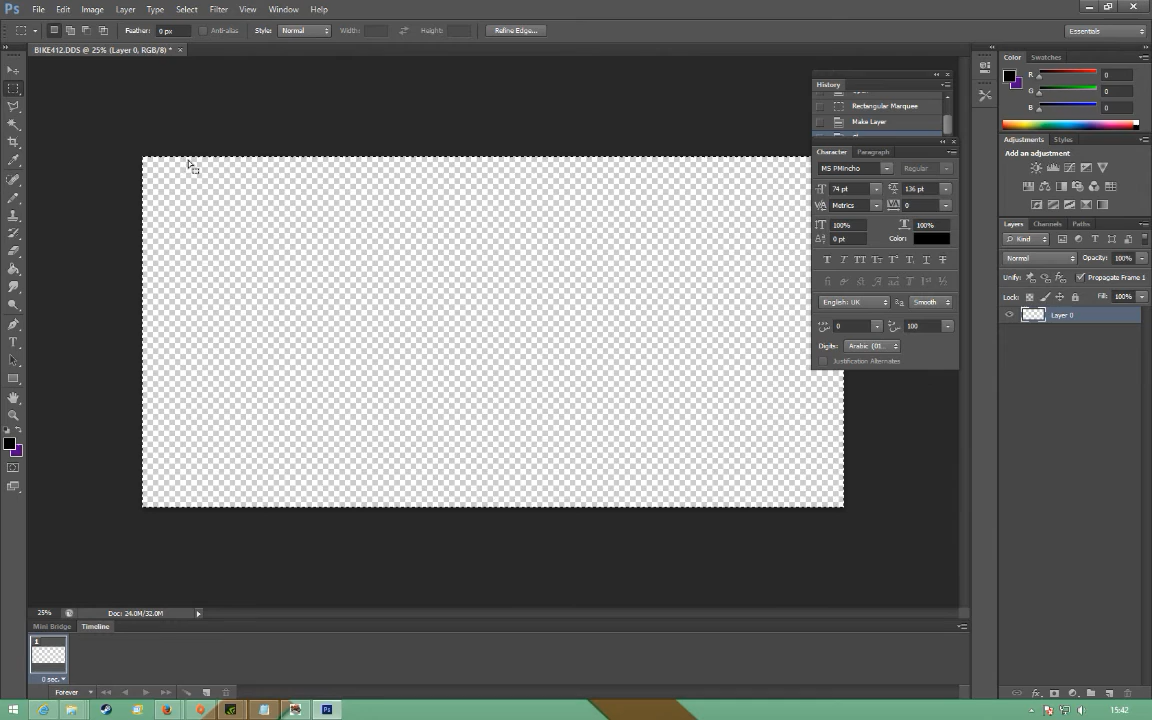 Ps File Edit Image Layer Type Select Filter View Window Help
Feather: 0 px Anti-alias Style: Normal Width: Height: Refine Edge... Essentials
BIKE412.DDS @ 25% (Layer 0, RGB/8) *
History
Rectangular Marquee
Make Layer
Character Paragraph
MS PMincho Regular
74 pt 136 pt
Metrics 0
100% 100%
0 pt Color:
English: UK Smooth
0 100
Digits: Arabic (01...
Justification Alternates
Color Swatches
R 0
G 0
B 0
Adjustments Styles
Add an adjustment
Layers Channels Paths
Kind
Normal Opacity: 100%
Unify: Propagate Frame 1
Lock: Fill: 100%
Layer 0
25% Doc: 24.0M/32.0M
Mini Bridge Timeline
1
0 sec.
Forever
Ps 15:42